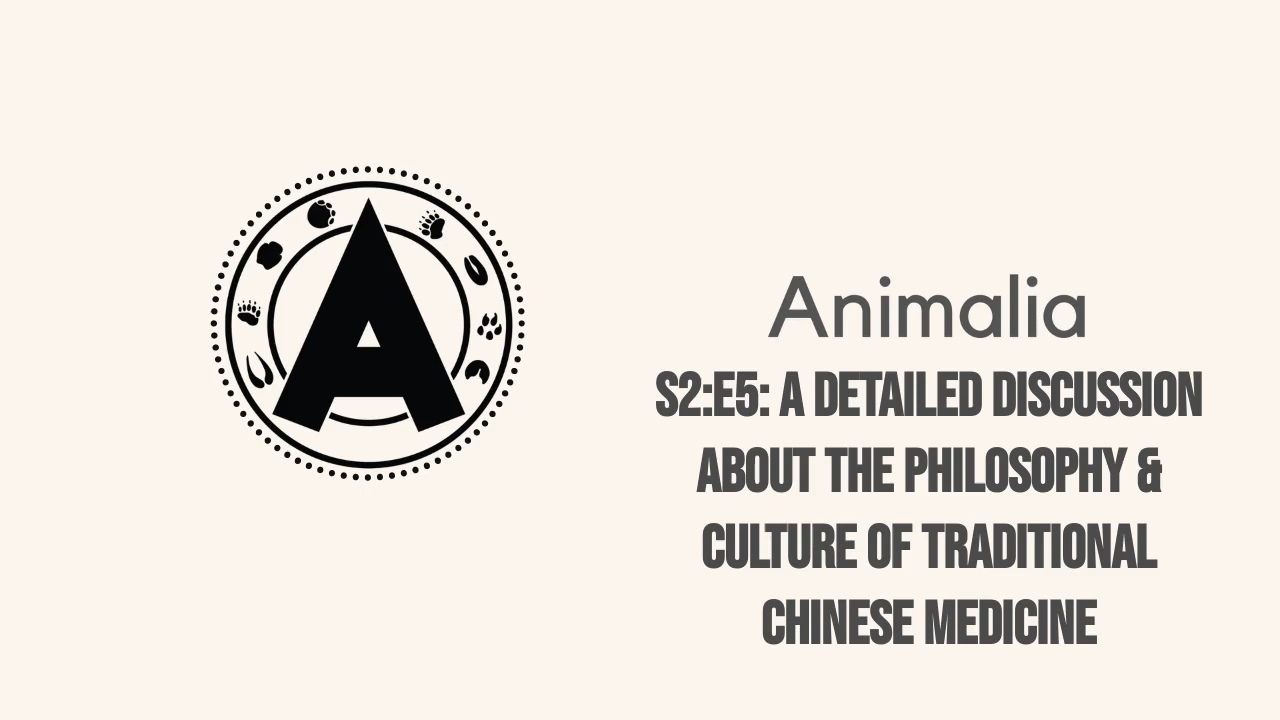 A
Animalia
S2:E5: A DETAILED DISCUSSION
ABOUT THE PHILOSOPHY &
CULTURE OF TRADITIONAL
CHINESE MEDICINE